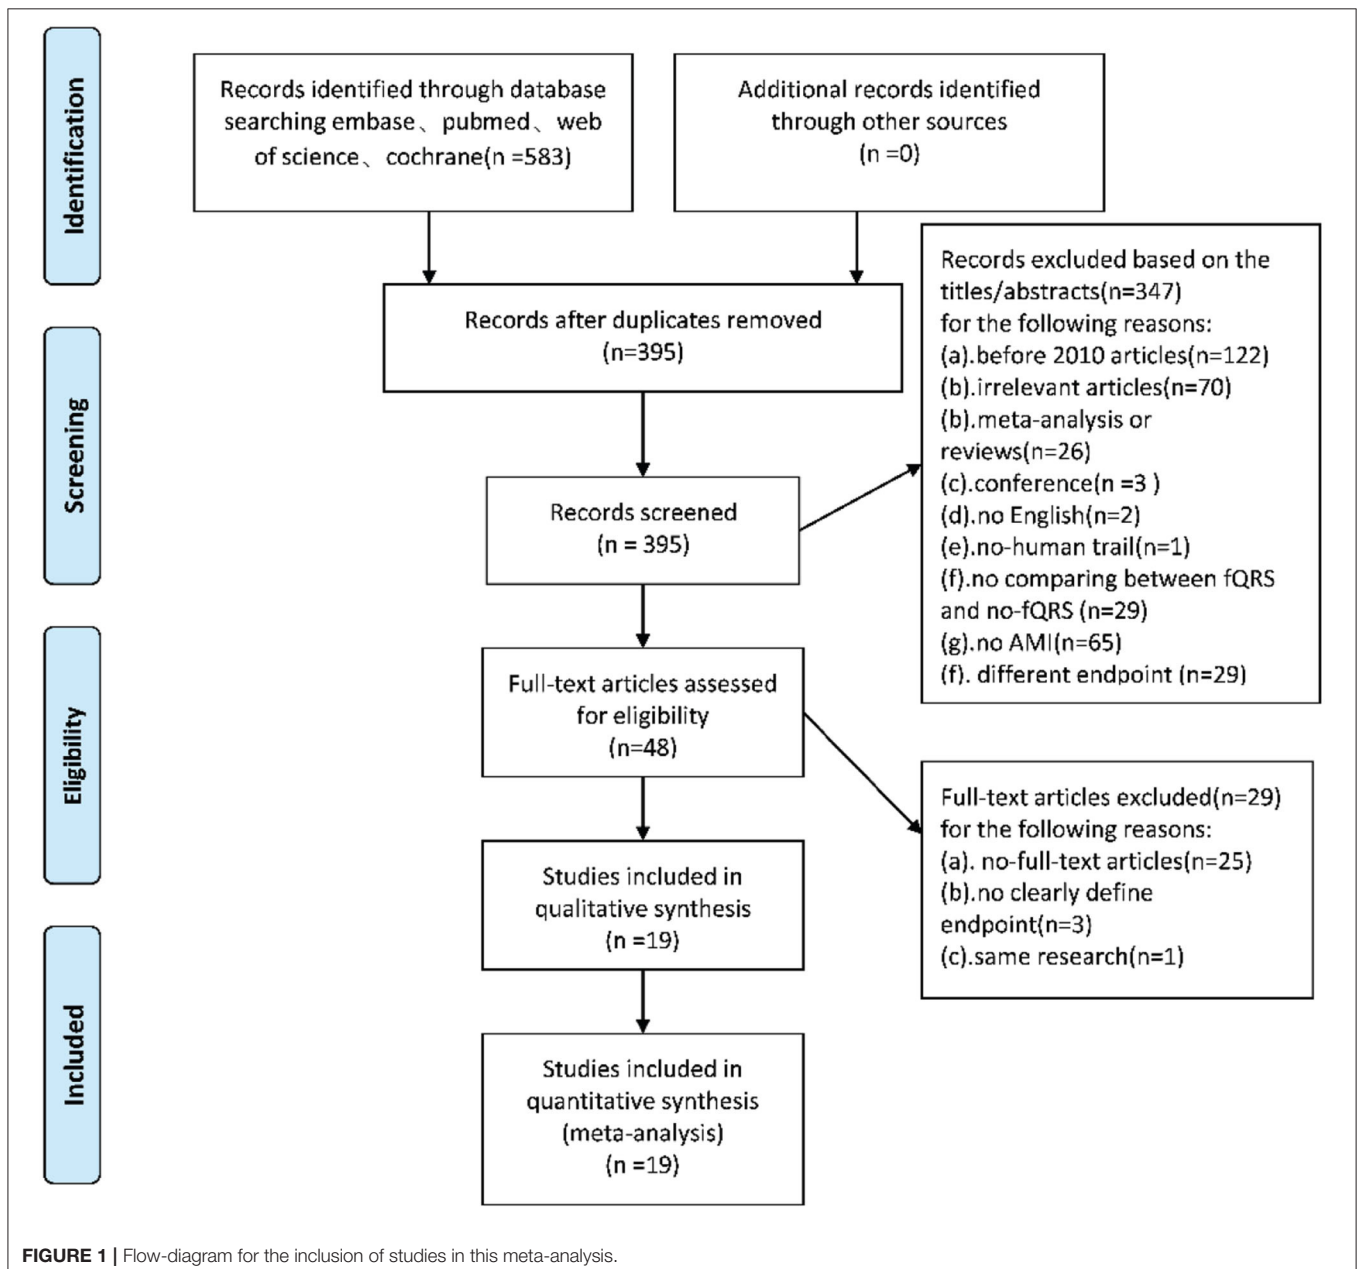 Identification
Records identified through database
searching embase、pubmed、web
of science、cochrane(n =583)
Additional records identified
through other sources
(n =0)
Records after duplicates removed
(n=395)
Screening
Records screened
(n = 395)
Records excluded based on the
titles/abstracts(n=347)
for the following reasons:
(a).before 2010 articles(n=122)
(b).irrelevant articles(n=70)
(b).meta-analysis or
reviews(n=26)
(c).conference(n =3 )
(d).no English(n=2)
(e).no-human trail(n=1)
(f).no comparing between fQRS
and no-fQRS (n=29)
(g).no AMI(n=65)
(f). different endpoint (n=29)
Eligibility
Full-text articles assessed
for eligibility
(n=48)
Full-text articles excluded(n=29)
for the following reasons:
(a). no-full-text articles(n=25)
(b).no clearly define
endpoint(n=3)
(c).same research(n=1)
Studies included in
qualitative synthesis
(n =19)
Included
Studies included in
quantitative synthesis
(meta-analysis)
(n =19)
FIGURE 1 | Flow-diagram for the inclusion of studies in this meta-analysis.